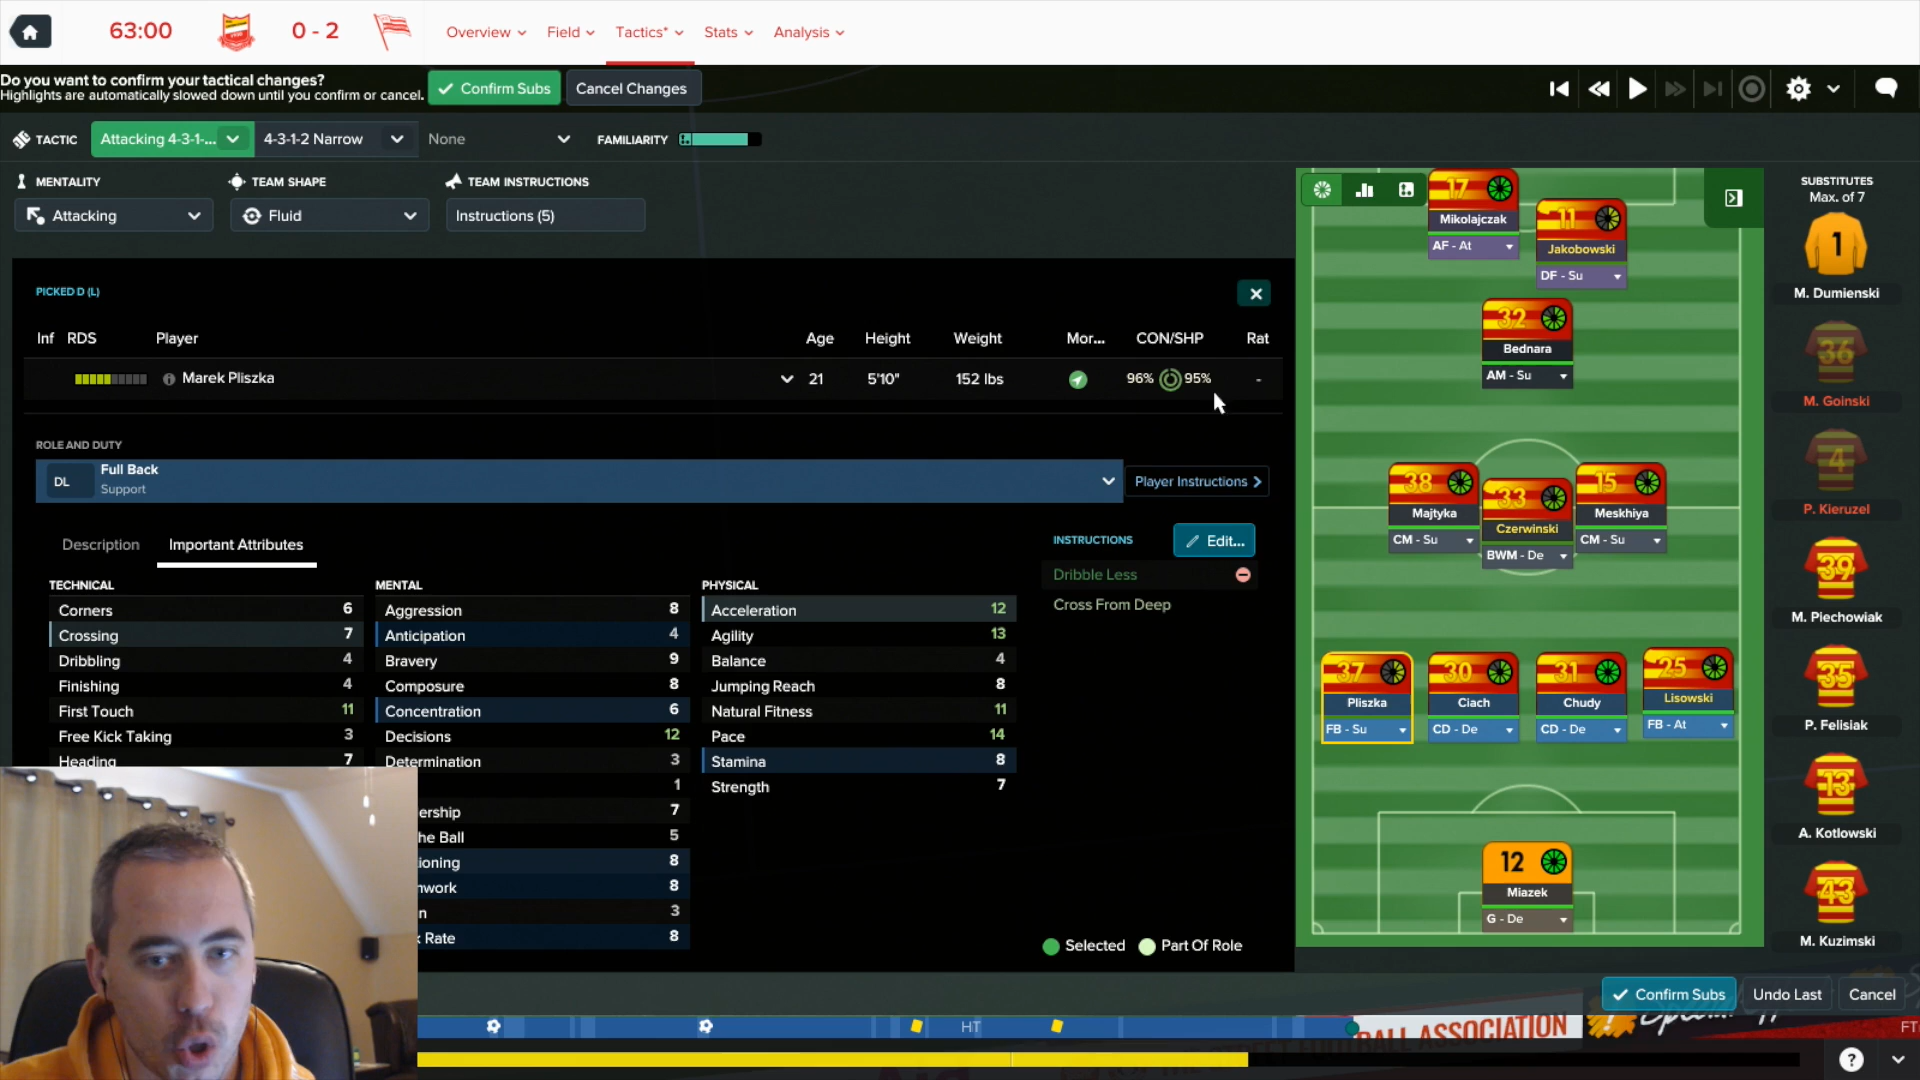 63:00
0 - 2
Overview
Field
Tactics*
Stats
Analysis
Do you want to confirm your tactical changes?
Highlights are automatically slowed down until you confirm or cancel.
Confirm Subs
Cancel Changes
TACTIC
Attacking 4-3-1-...
4-3-1-2 Narrow
None
FAMILIARITY
MENTALITY
TEAM SHAPE
TEAM INSTRUCTIONS
Attacking
Fluid
Instructions (5)
PICKED D (L)
Inf RDS Player Age Height Weight Mor... CON/SHP Rat
Marek Pliszka 21 5'10" 152 lbs 96% 95% -
ROLE AND DUTY
DL
Full Back
Support
Player Instructions
Description
Important Attributes
TECHNICAL
Corners 6
Crossing 7
Dribbling 4
Finishing 4
First Touch 11
Free Kick Taking 3
Heading 7
MENTAL
Aggression 8
Anticipation 4
Bravery 9
Composure 8
Concentration 6
Decisions 12
Determination 3
1
ership 7
he Ball 5
ioning 8
nwork 8
n 3
k Rate 8
PHYSICAL
Acceleration 12
Agility 13
Balance 4
Jumping Reach 8
Natural Fitness 11
Pace 14
Stamina 8
Strength 7
INSTRUCTIONS
Edit...
Dribble Less
Cross From Deep
Selected
Part Of Role
17
Mikolajczak
AF - At
11
Jakobowski
DF - Su
32
Bednara
AM - Su
38
Majtyka
CM - Su
33
Czerwinski
BWM - De
15
Meskhiya
CM - Su
37
Pliszka
FB - Su
30
Ciach
CD - De
31
Chudy
CD - De
25
Lisowski
FB - At
12
Miazek
G - De
SUBSTITUTES
Max. of 7
1
M. Dumienski
36
M. Goinski
4
P. Kieruzel
39
M. Piechowiak
35
P. Felisiak
13
A. Kotlowski
43
M. Kuzimski
Confirm Subs
Undo Last
Cancel
HT
BALL ASSOCIATION
FT
?